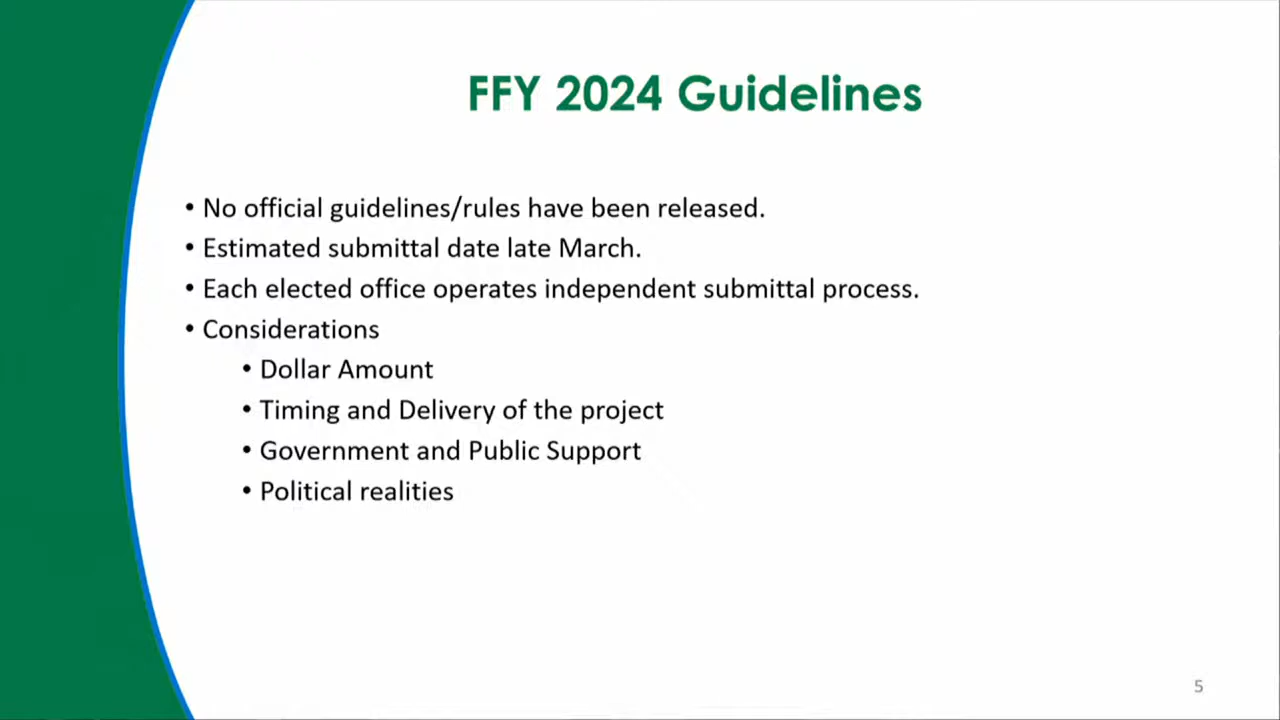 FFY 2024 Guidelines
• No official guidelines/rules have been released.
• Estimated submittal date late March.
• Each elected office operates independent submittal process.
• Considerations
• Dollar Amount
• Timing and Delivery of the project
• Government and Public Support
• Political realities
5